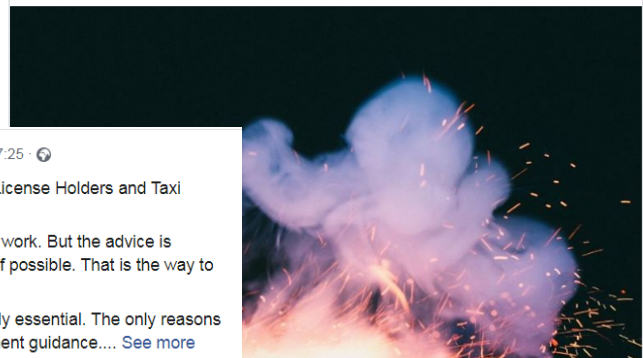 7:25 ·
License Holders and Taxi
work. But the advice is
f possible. That is the way to
ly essential. The only reasons
ent guidance.... See more